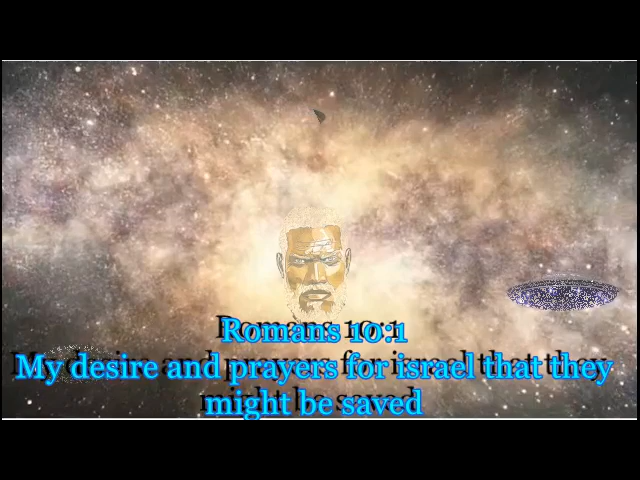 Romans 10:1
My desire and prayers for israel that they
might be saved